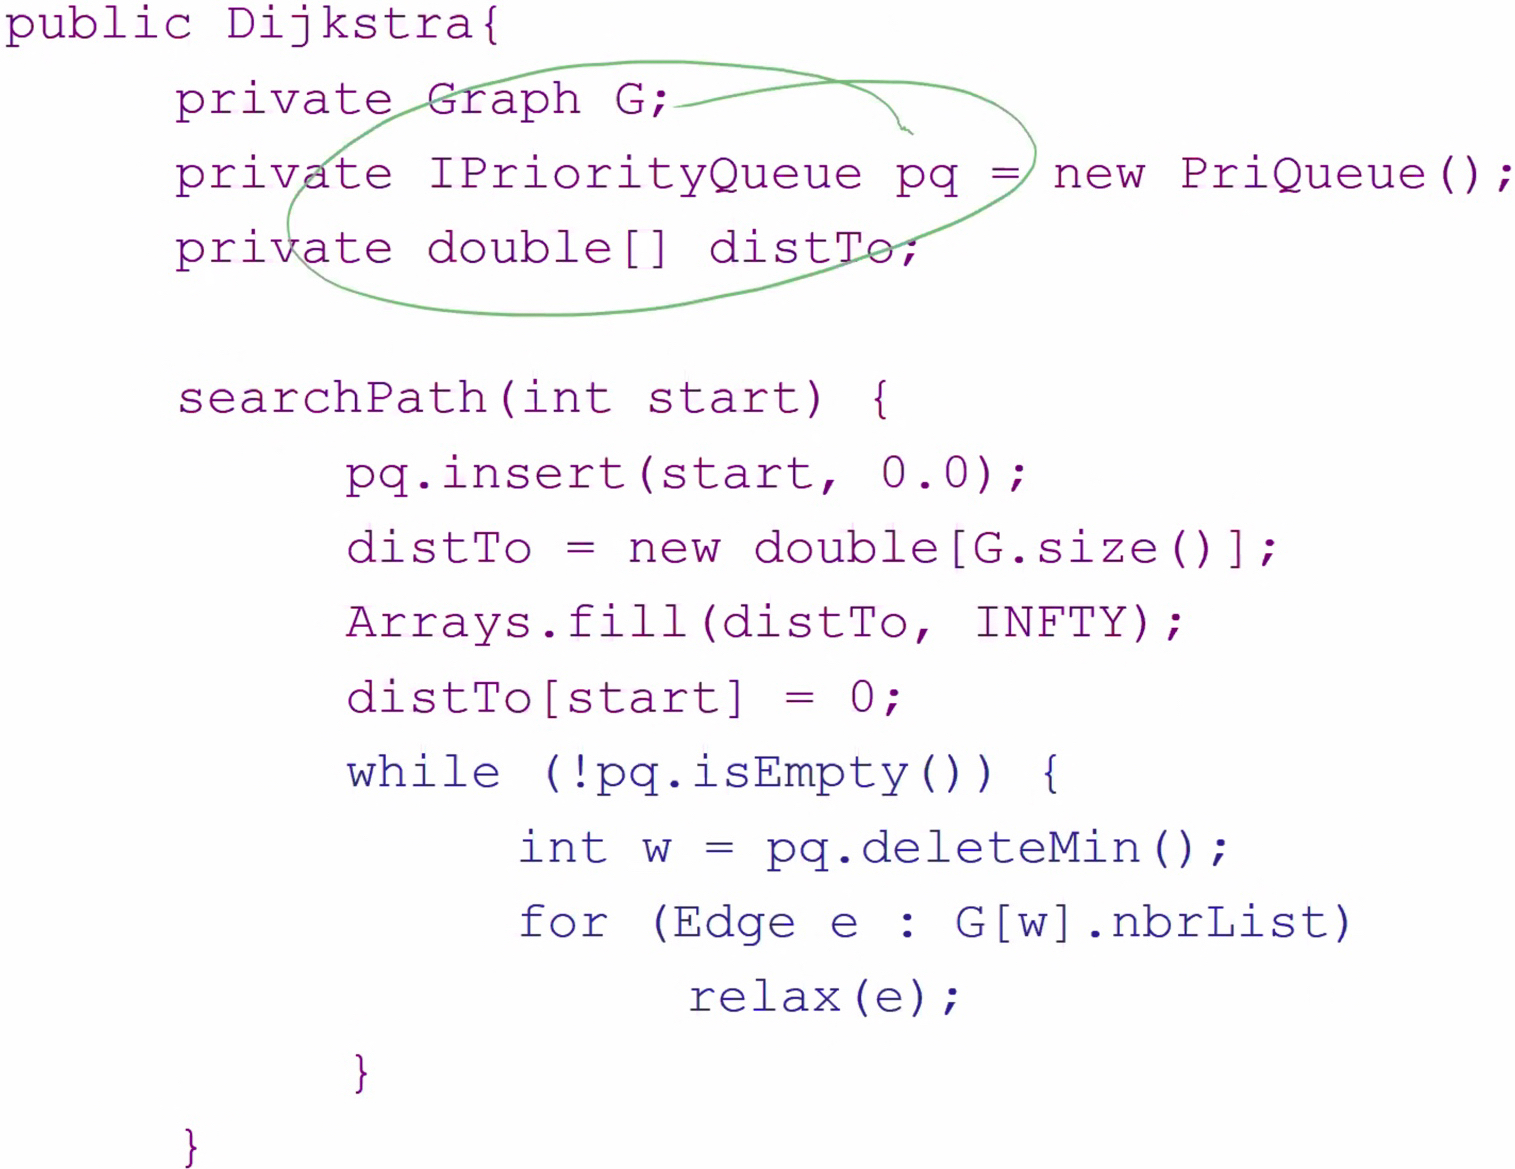 public Dijkstra{
private Graph G;
private IPriorityQueue pq = new PriQueue();
private double[] distTo;
searchPath(int start) {
pq.insert(start, 0.0);
distTo = new double[G.size()];
Arrays.fill(distTo, INFTY);
distTo[start] = 0;
while (!pq.isEmpty()) {
int w = pq.deleteMin();
for (Edge e : G[w].nbrList)
relax(e);
}
}